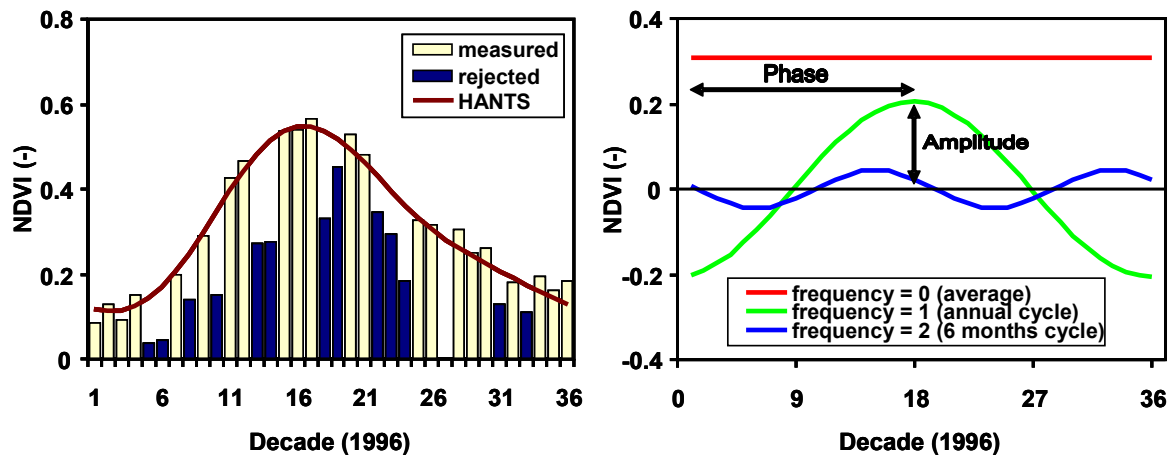 NDVI (-)
0.8
0.6
0.4
0.2
0
measured
rejected
HANTS
1 6 11 16 21 26 31 36
Decade (1996)
NDVI (-)
0.4
0.2
0
-0.2
-0.4
Phase
Amplitude
frequency = 0 (average)
frequency = 1 (annual cycle)
frequency = 2 (6 months cycle)
0 9 18 27 36
Decade (1996)